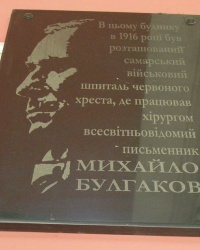 В цьому будинку
в 1916 році був
розташований
самарський
військовий
шпиталь червоного
хреста, де працював
хірургом
всесвітньовідомий
письменник
МИХАЙЛО
БУЛГАКОВ